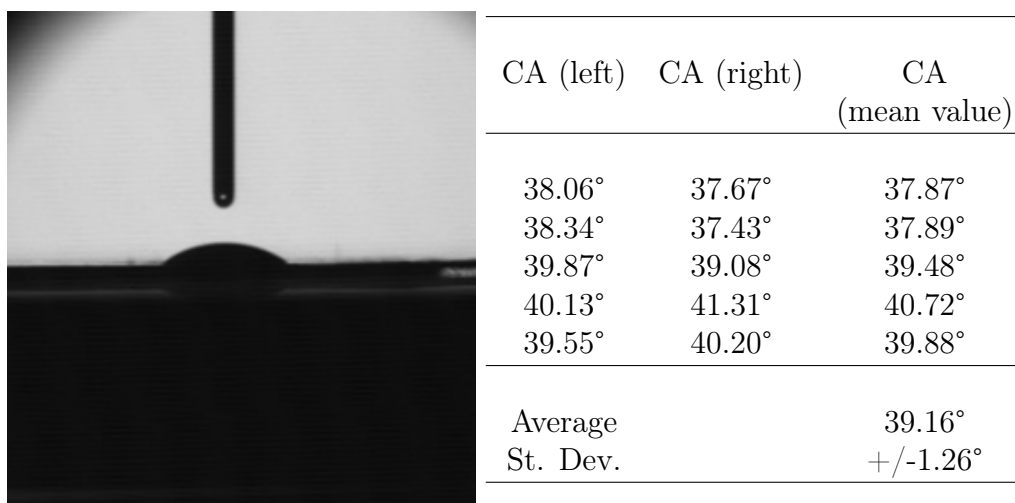 CA (left) CA (right) CA
(mean value)
38.06° 37.67° 37.87°
38.34° 37.43° 37.89°
39.87° 39.08° 39.48°
40.13° 41.31° 40.72°
39.55° 40.20° 39.88°
Average 39.16°
St. Dev. +/-1.26°